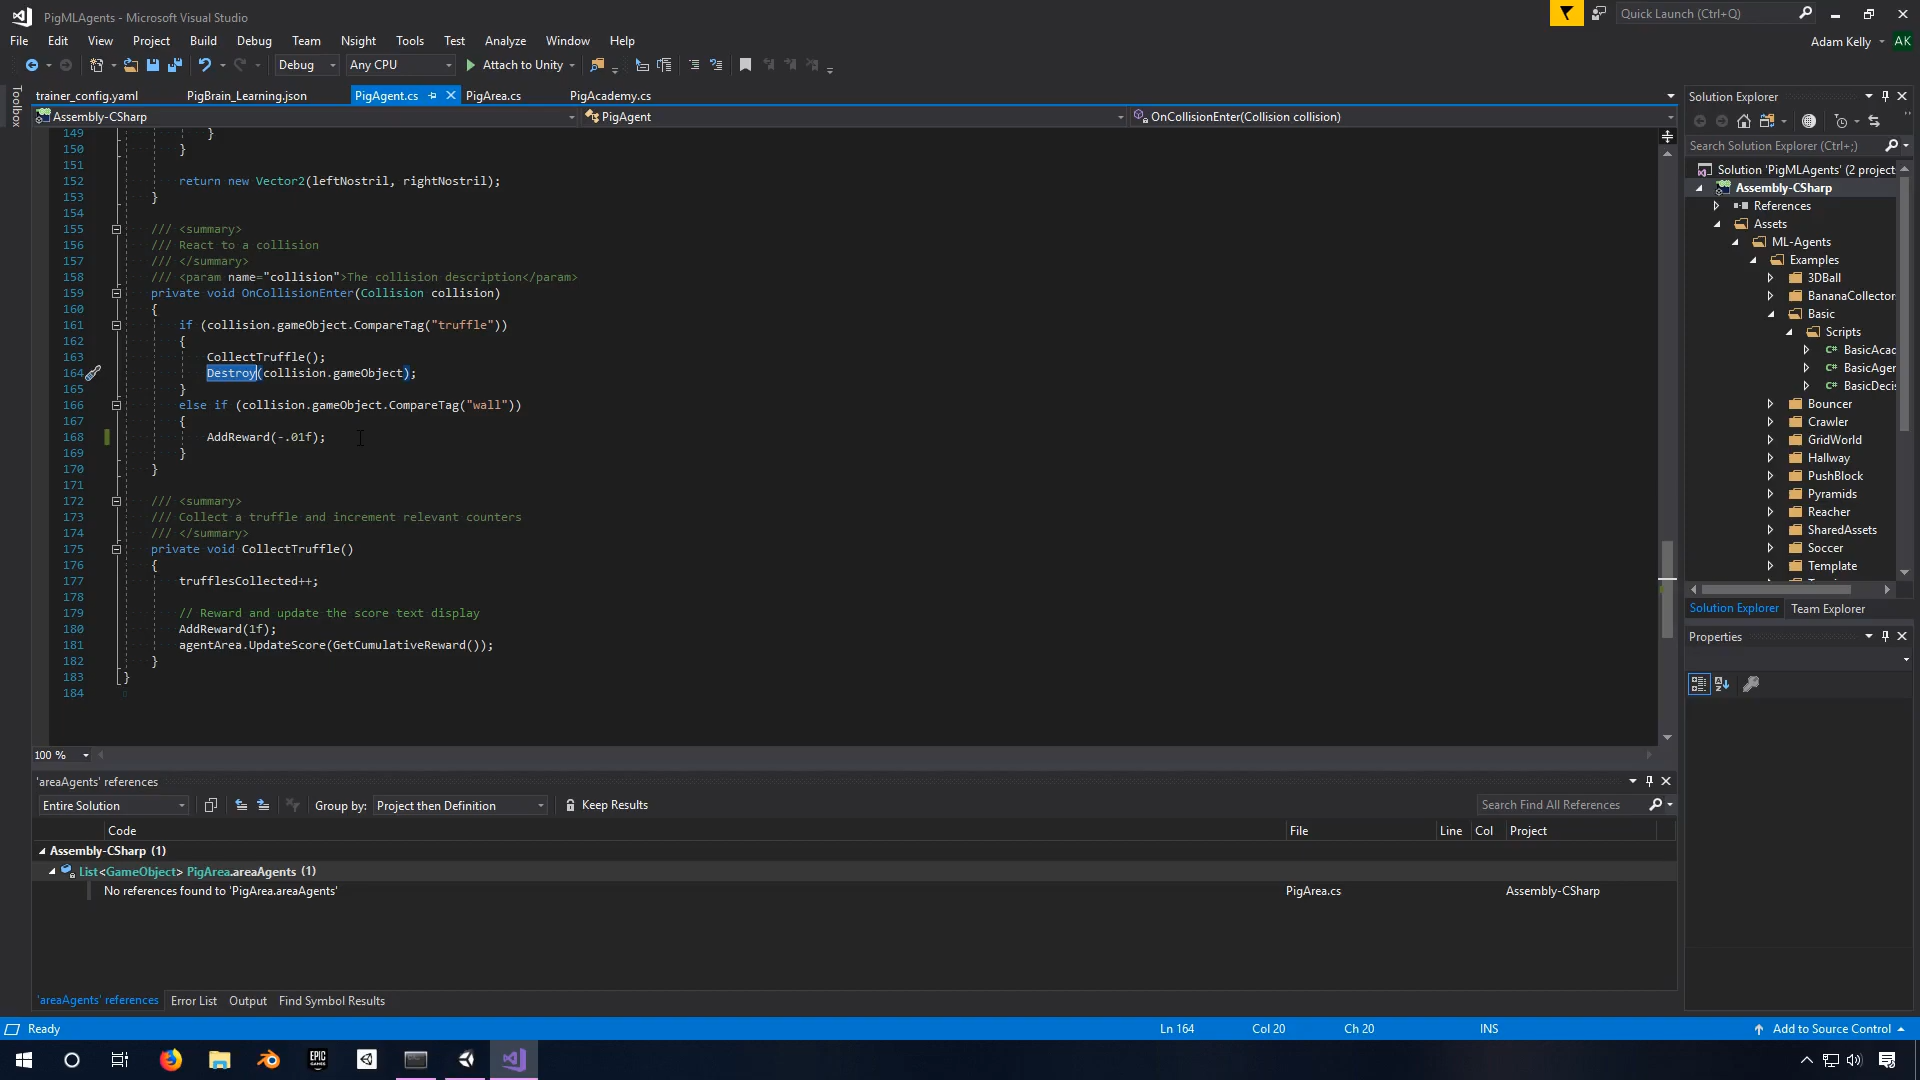 PigMLAgents - Microsoft Visual Studio
Quick Launch (Ctrl+Q)
File Edit View Project Build Debug Team Nsight Tools Test Analyze Window Help
Adam Kelly AK
Debug Any CPU Attach to Unity
Toolbox
trainer_config.yaml PigBrain_Learning.json PigAgent.cs PigArea.cs PigAcademy.cs
Assembly-CSharp PigAgent OnCollisionEnter(Collision collision)
149 }
150 }
151
152 return new Vector2(leftNostril, rightNostril);
153 }
154
155 /// <summary>
156 /// React to a collision
157 /// </summary>
158 /// <param name="collision">The collision description</param>
159 private void OnCollisionEnter(Collision collision)
160 {
161 if (collision.gameObject.CompareTag("truffle"))
162 {
163 CollectTruffle();
164 Destroy(collision.gameObject);
165 }
166 else if (collision.gameObject.CompareTag("wall"))
167 {
168 AddReward(-.01f);
169 }
170 }
171
172 /// <summary>
173 /// Collect a truffle and increment relevant counters
174 /// </summary>
175 private void CollectTruffle()
176 {
177 trufflesCollected++;
178
179 // Reward and update the score text display
180 AddReward(1f);
181 agentArea.UpdateScore(GetCumulativeReward());
182 }
183 }
184
100 %
Solution Explorer
Search Solution Explorer (Ctrl+;)
Solution 'PigMLAgents' (2 project
Assembly-CSharp
References
Assets
ML-Agents
Examples
3DBall
BananaCollector
Basic
Scripts
C# BasicAcad
C# BasicAgen
C# BasicDecis
Bouncer
Crawler
GridWorld
Hallway
PushBlock
Pyramids
Reacher
SharedAssets
Soccer
Template
Solution Explorer Team Explorer
Properties
'areaAgents' references
Entire Solution Group by: Project then Definition Keep Results Search Find All References
Code File Line Col Project
Assembly-CSharp (1)
List<GameObject> PigArea.areaAgents (1)
No references found to 'PigArea.areaAgents' PigArea.cs Assembly-CSharp
'areaAgents' references Error List Output Find Symbol Results
Ready Ln 164 Col 20 Ch 20 INS Add to Source Control
EPIC GAMES